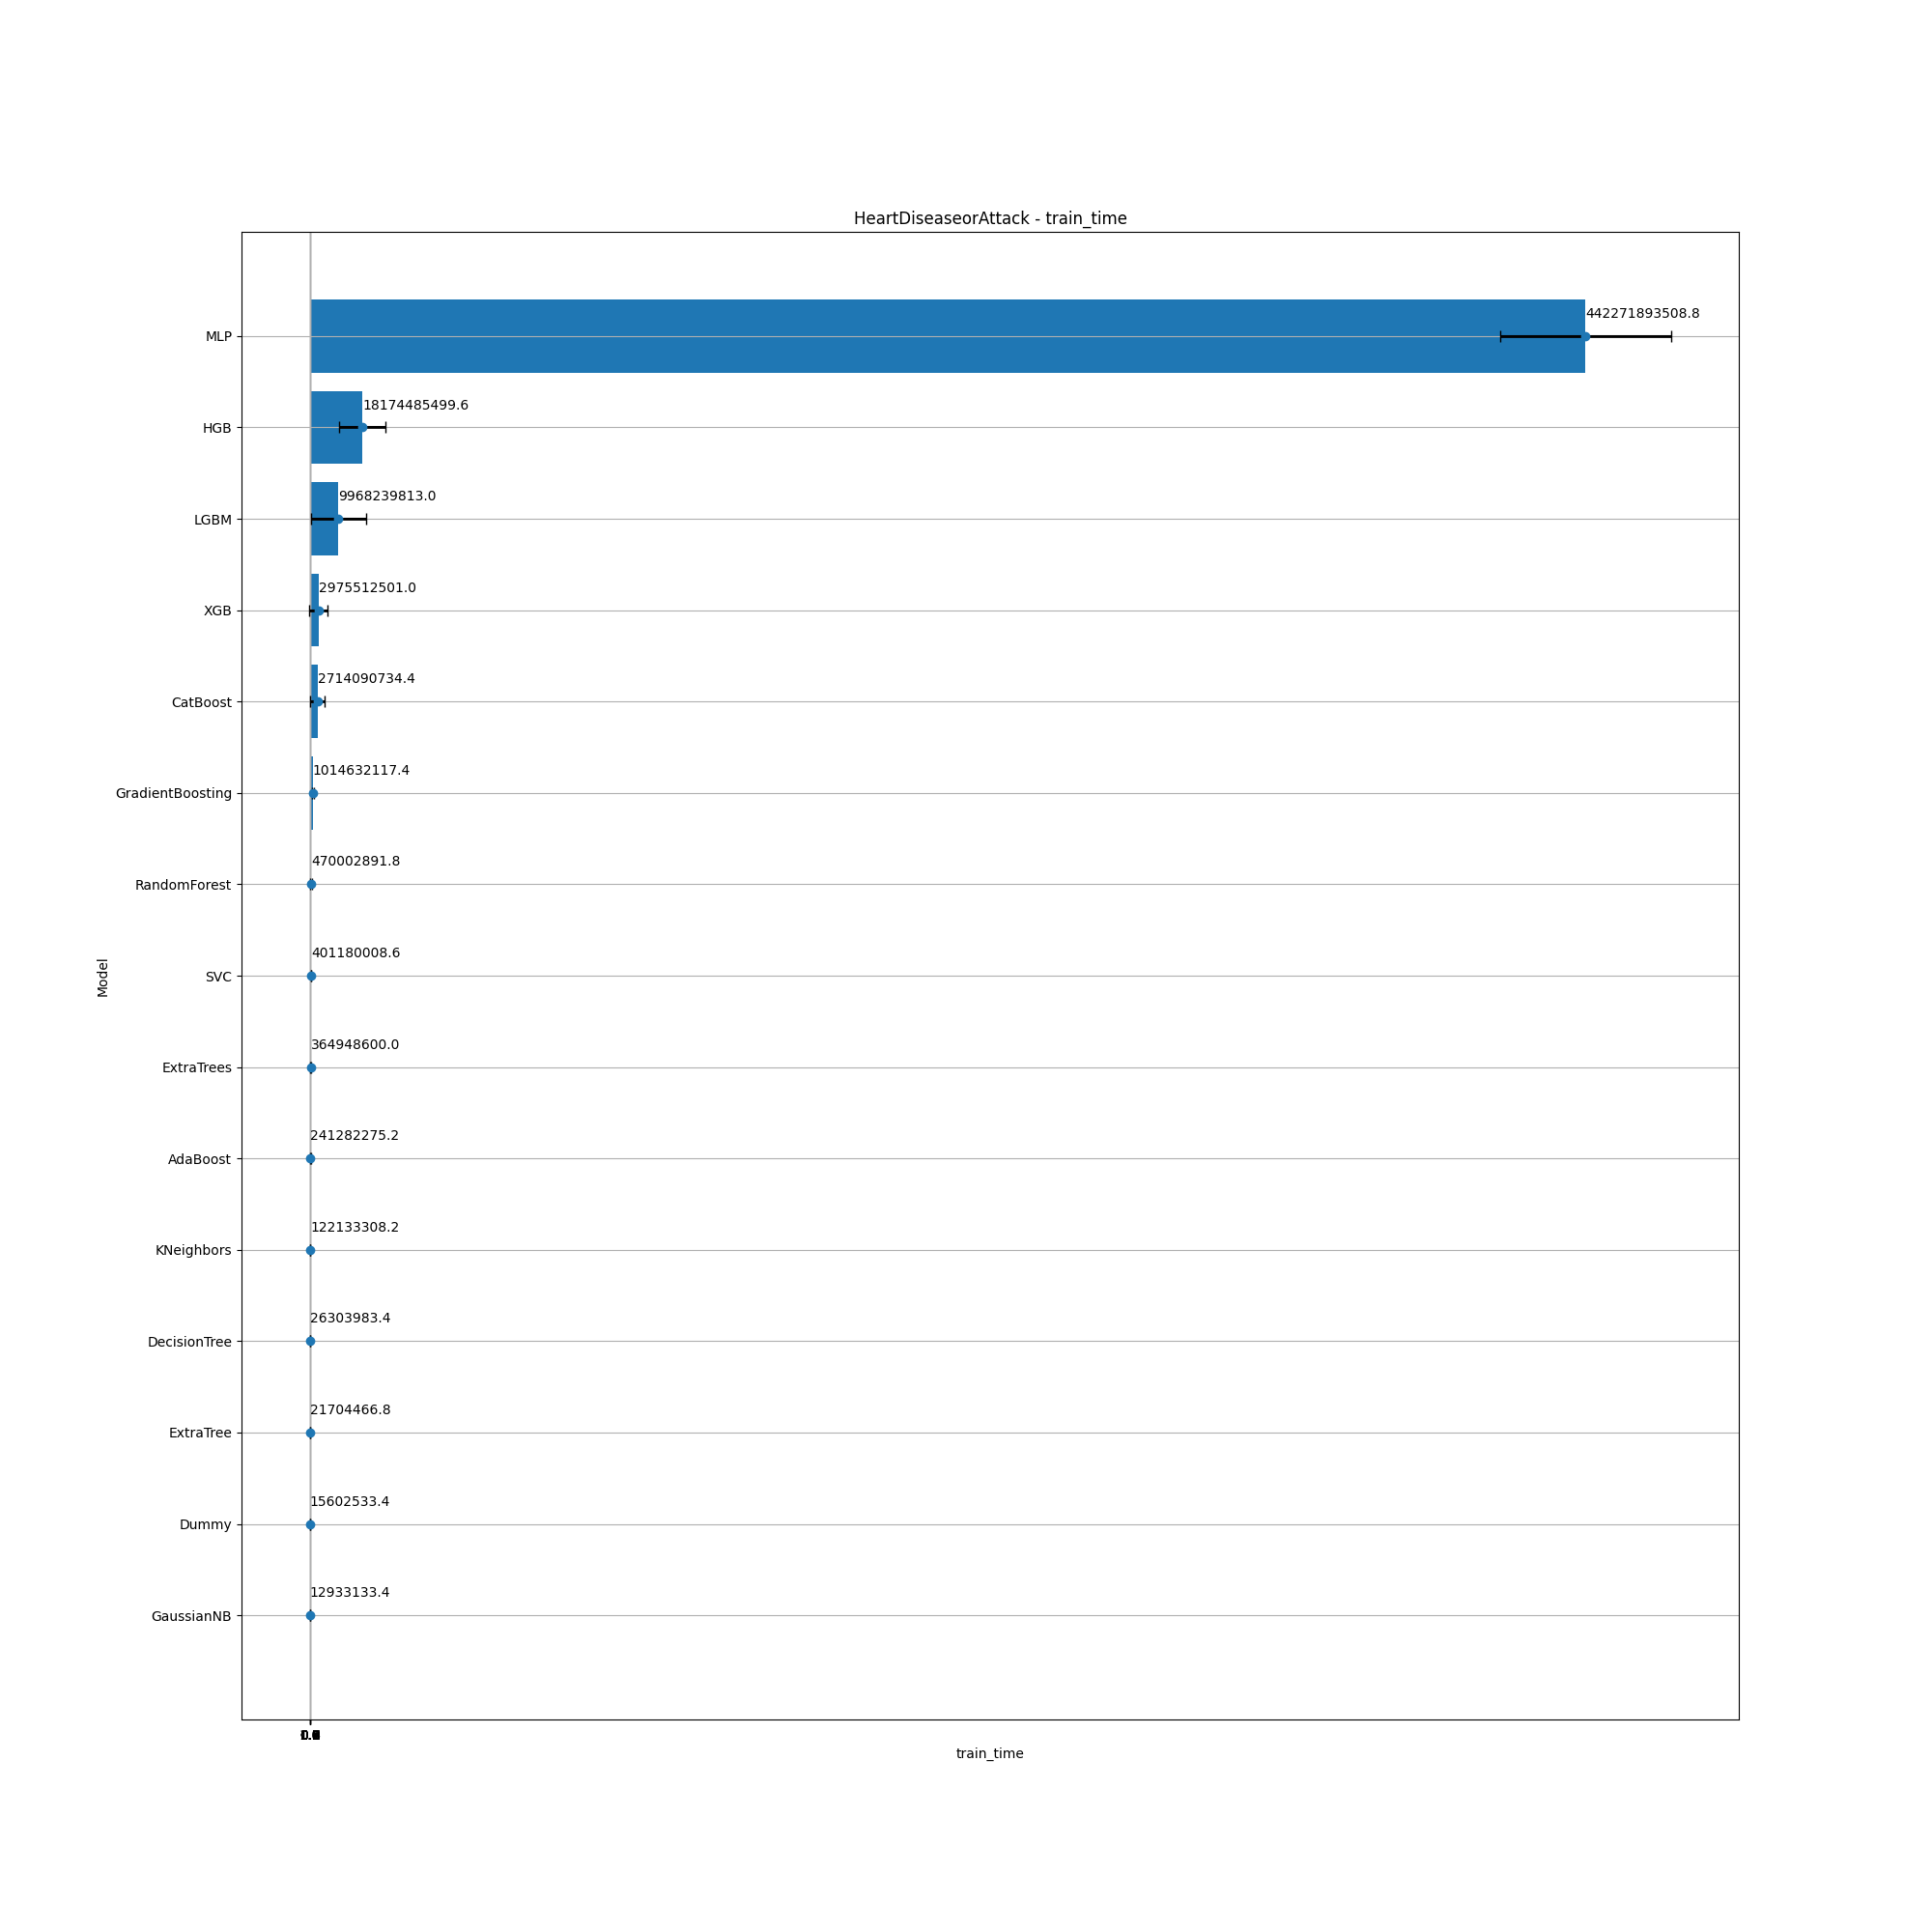 HeartDiseaseorAttack - train_time
MLP
442271893508.8
HGB
18174485499.6
LGBM
9968239813.0
XGB
2975512501.0
CatBoost
2714090734.4
GradientBoosting
1014632117.4
RandomForest
470002891.8
SVC
401180008.6
Model
ExtraTrees
364948600.0
AdaBoost
241282275.2
KNeighbors
122133308.2
DecisionTree
26303983.4
ExtraTree
21704466.8
Dummy
15602533.4
GaussianNB
12933133.4
train_time